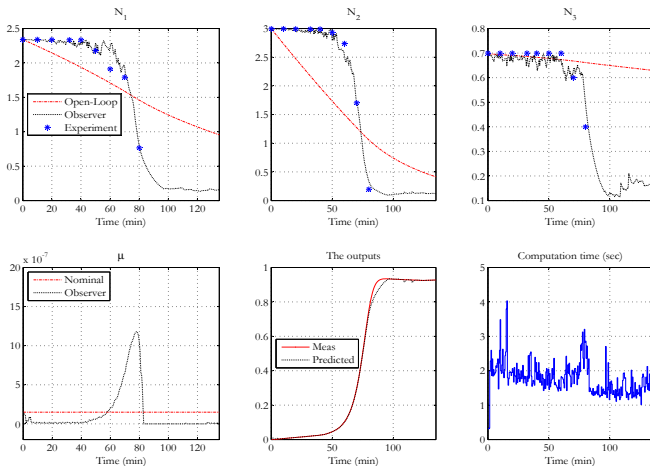 N1
2.5
2
1.5
1
0.5
0
Open-Loop
Observer
Experiment
0 20 40 60 80 100 120
Time (min)
N2
3
2.5
2
1.5
1
0.5
0
0 50 100
Time (min)
N3
0.8
0.7
0.6
0.5
0.4
0.3
0.2
0.1
0 50 100
Time (min)
μ
x 10-7
20
15
10
5
0
Nominal
Observer
0 20 40 60 80 100 120
Time (min)
The outputs
1
0.8
0.6
0.4
0.2
0
Meas
Predicted
0 50 100
Time (min)
Computation time (sec)
5
4
3
2
1
0
0 50 100
Time (min)